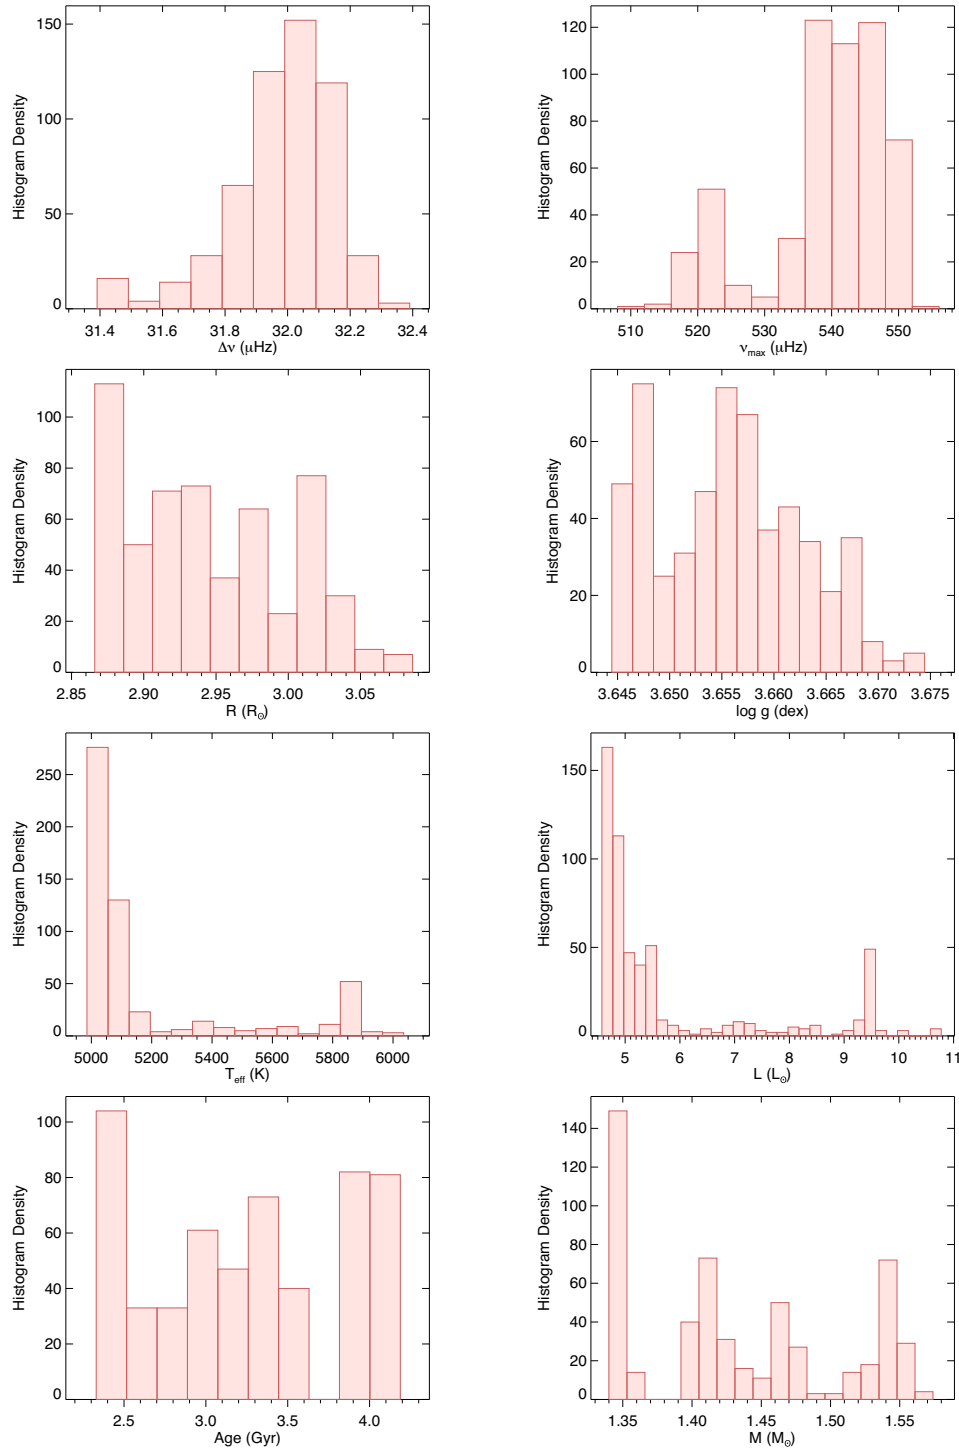 Histogram Density
150
100
50
0
31.4 31.6 31.8 32.0 32.2 32.4
Δν (μHz)
Histogram Density
120
100
80
60
40
20
0
510 520 530 540 550
νmax (μHz)
Histogram Density
100
80
60
40
20
0
2.85 2.90 2.95 3.00 3.05
R (R⊙)
Histogram Density
60
40
20
0
3.645 3.650 3.655 3.660 3.665 3.670 3.675
log g (dex)
Histogram Density
250
200
150
100
50
0
5000 5200 5400 5600 5800 6000
Teff (K)
Histogram Density
150
100
50
0
5 6 7 8 9 10 11
L (L⊙)
Histogram Density
100
80
60
40
20
0
2.5 3.0 3.5 4.0
Age (Gyr)
Histogram Density
140
120
100
80
60
40
20
0
1.35 1.40 1.45 1.50 1.55
M (M⊙)